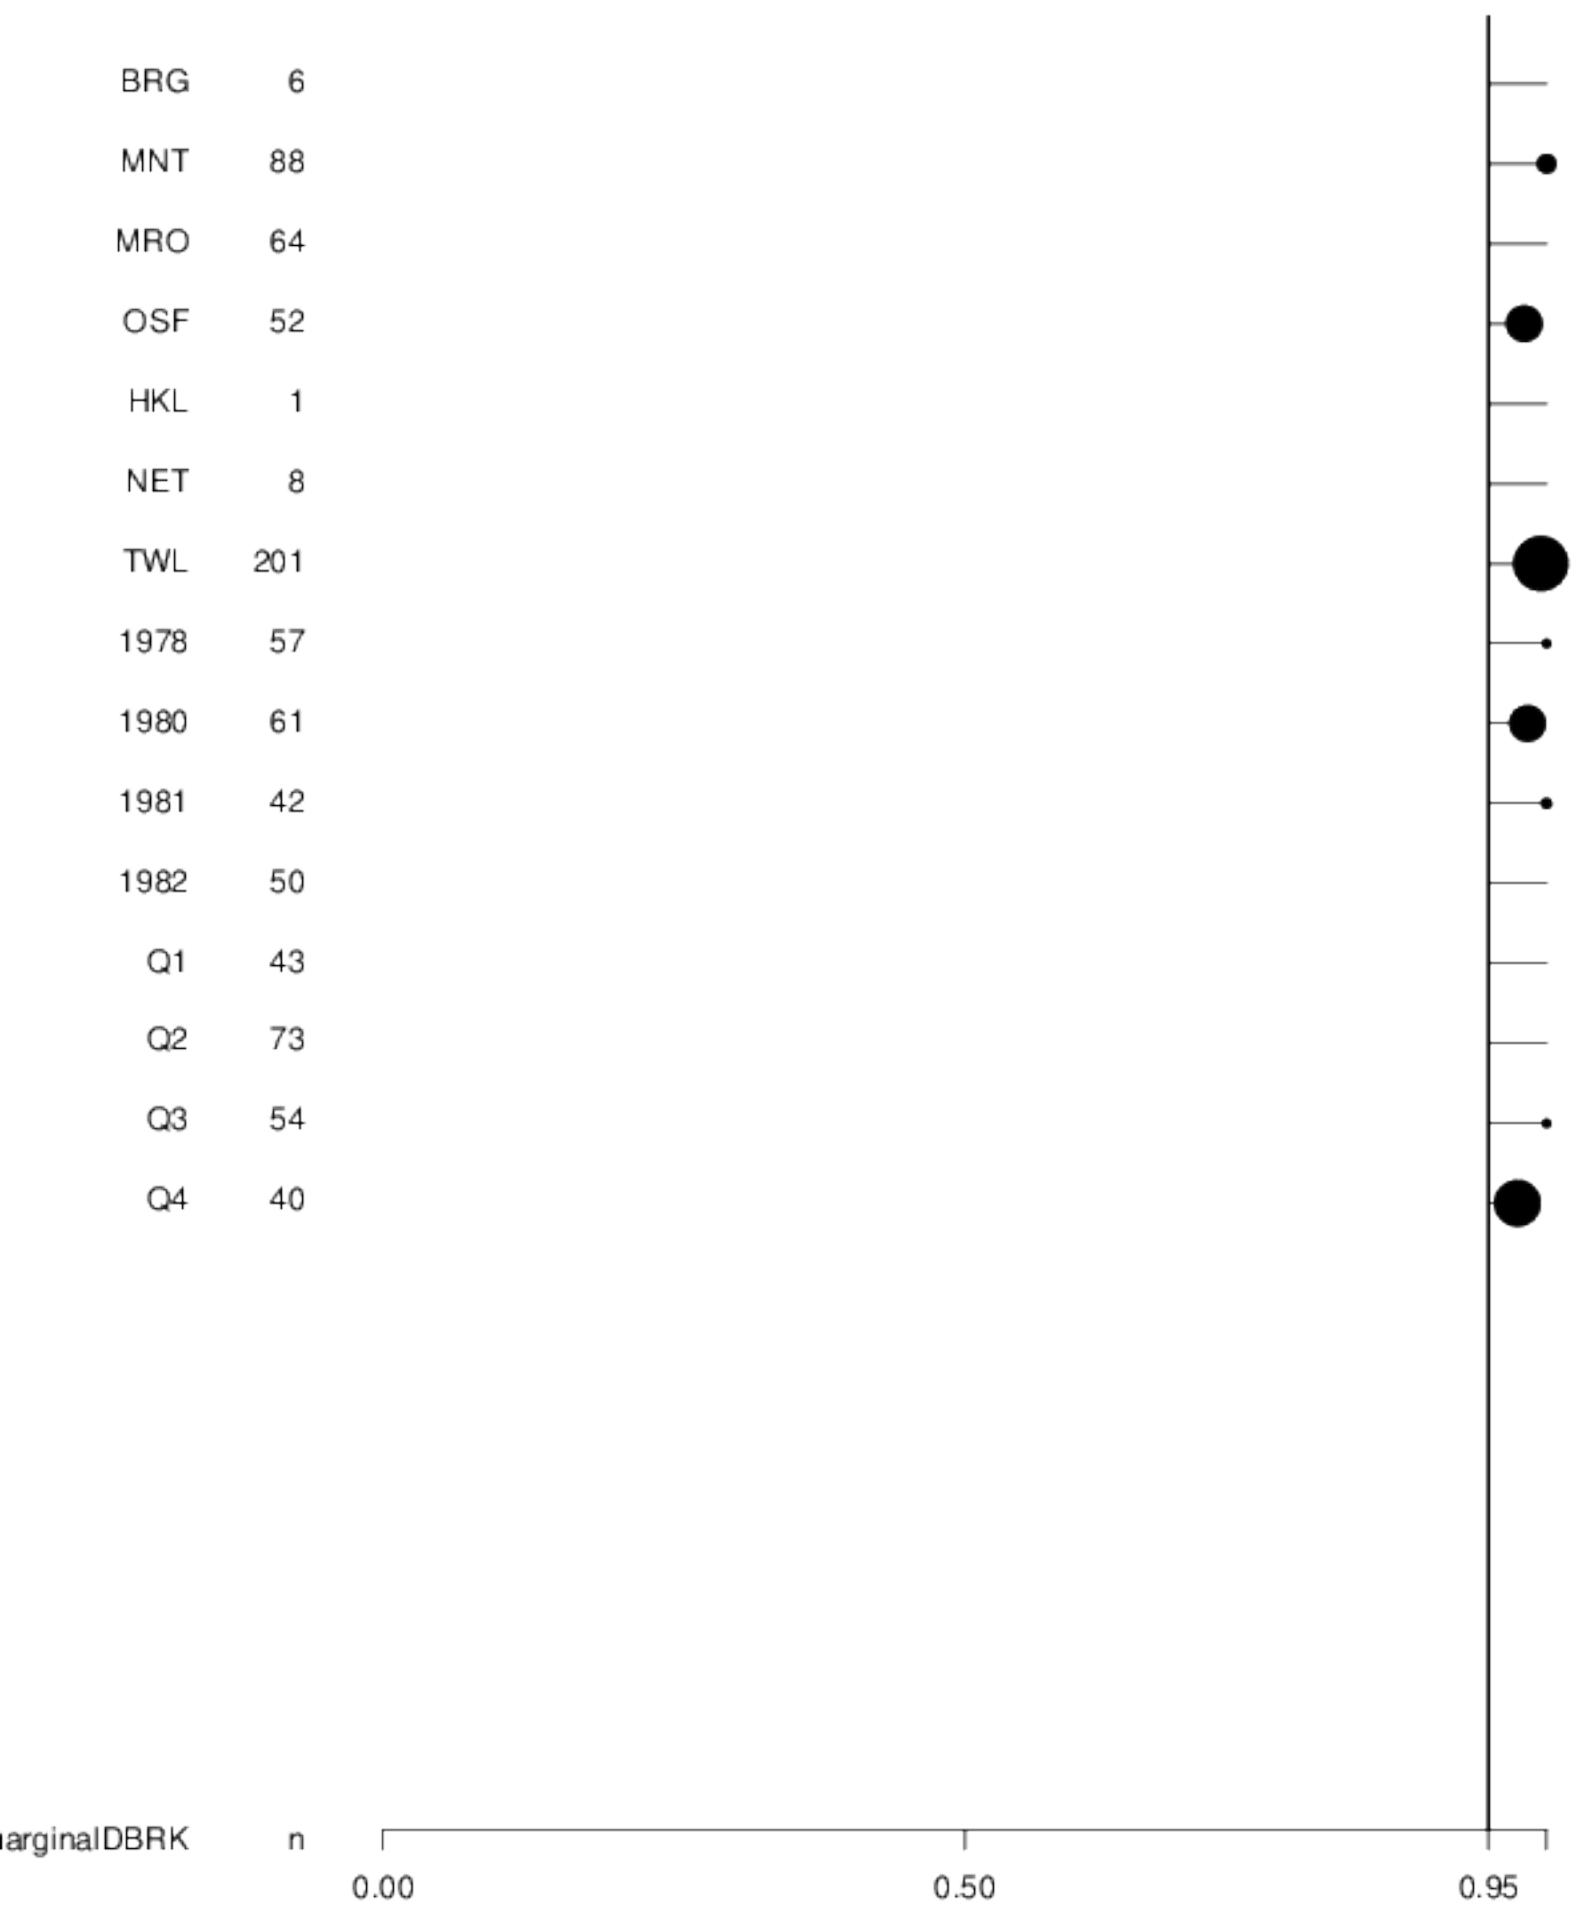 BRG 6
MNT 88
MRO 64
OSF 52
HKL 1
NET 8
TWL 201
1978 57
1980 61
1981 42
1982 50
Q1 43
Q2 73
Q3 54
Q4 40
arginalDBRK n
0.00 0.50 0.95